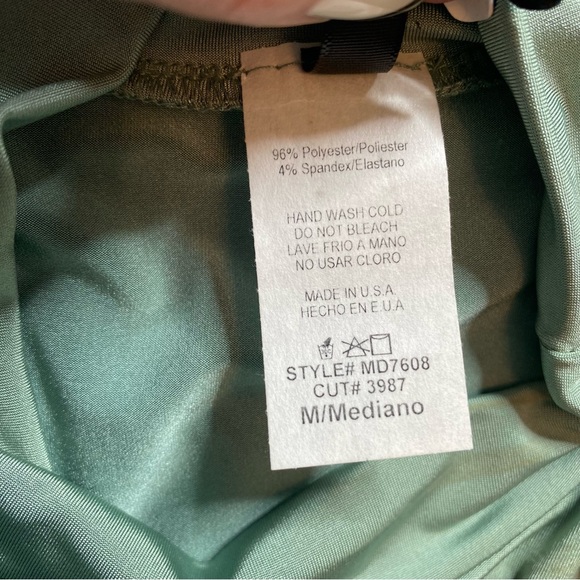 96% Polyester/Poliester
4% Spandex/Elastano
HAND WASH COLD
DO NOT BLEACH
LAVE FRIO A MANO
NO USAR CLORO
MADE IN U.S.A.
HECHO EN E.U.A
STYLE# MD7608
CUT# 3987
M/Mediano